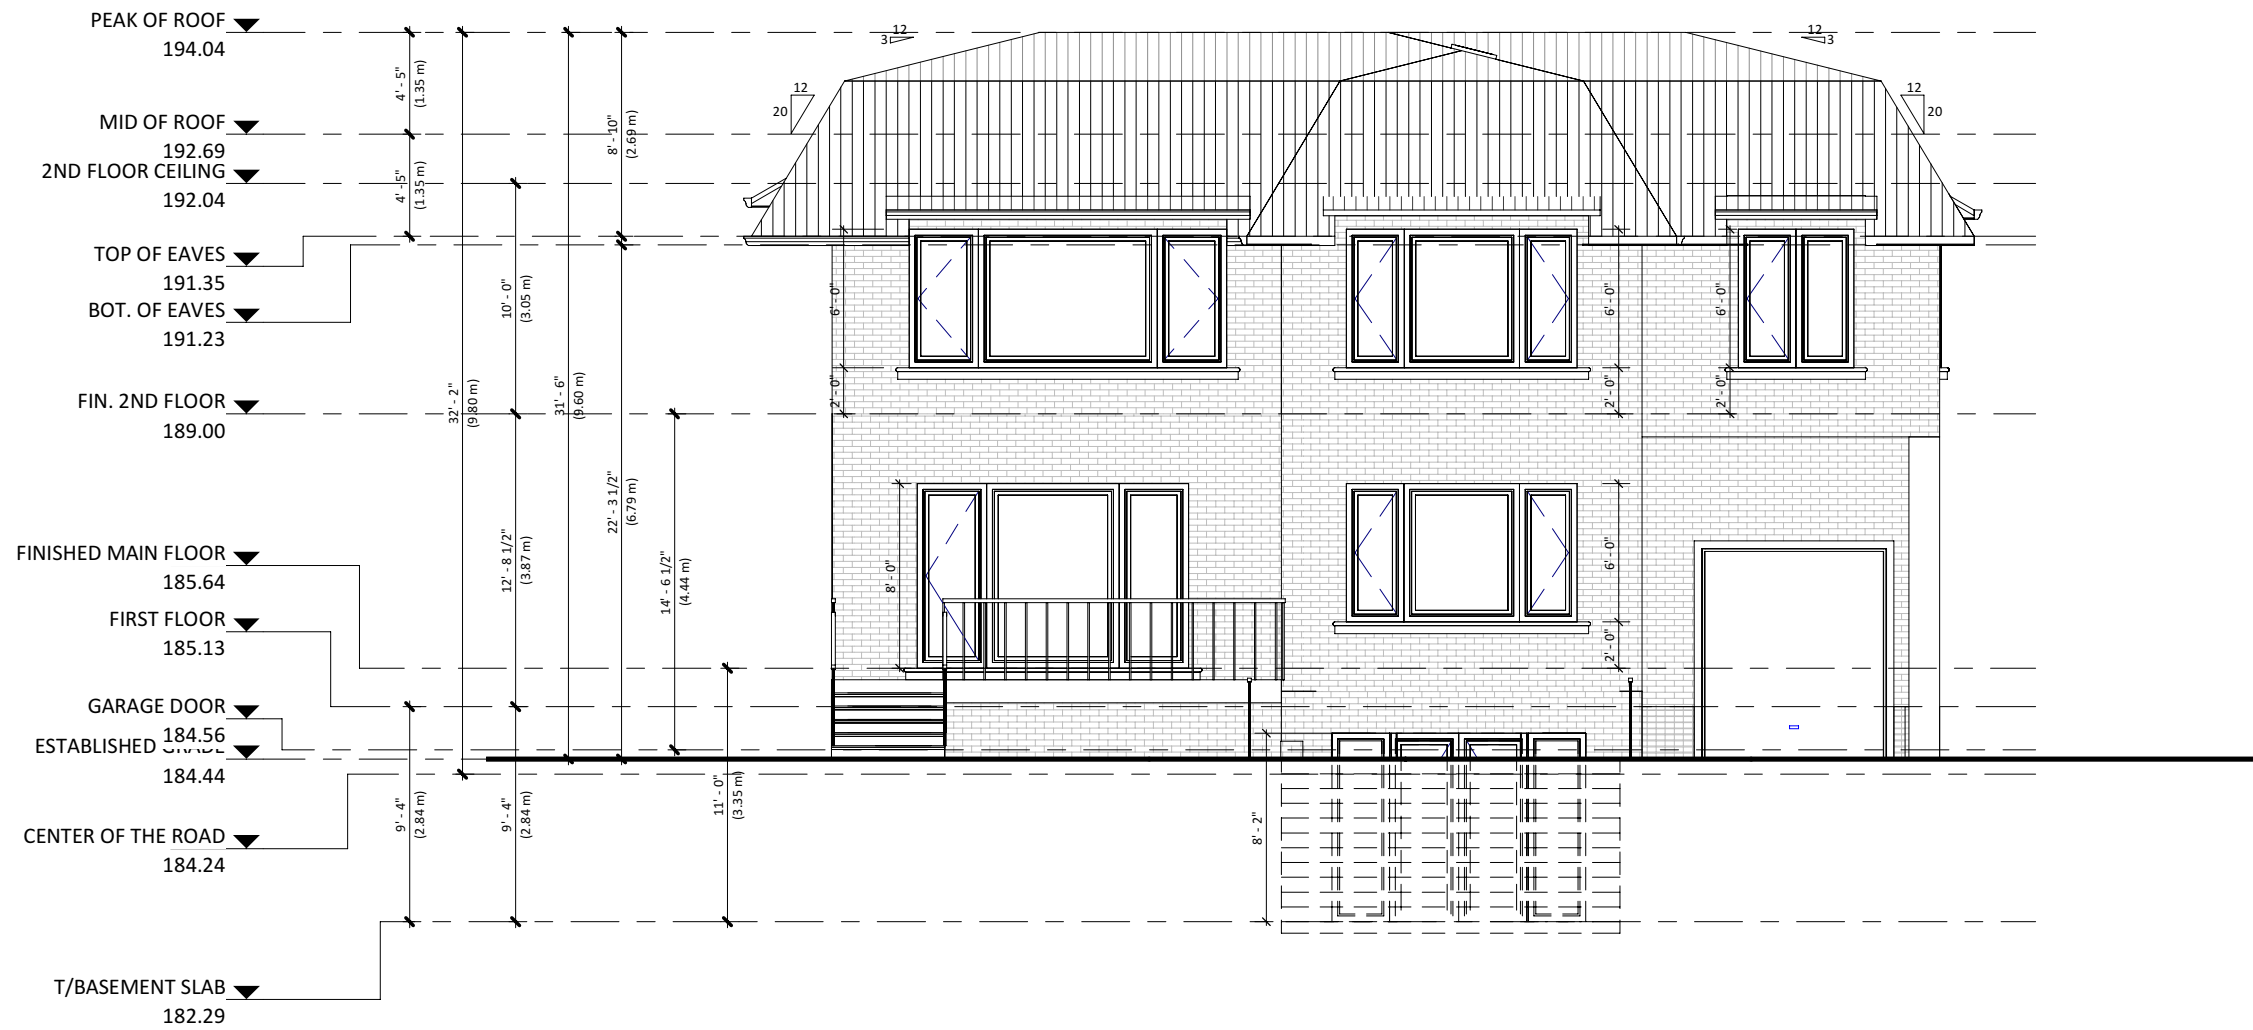 PEAK OF ROOF
194.04
MID OF ROOF
192.69
2ND FLOOR CEILING
192.04
TOP OF EAVES
191.35
BOT. OF EAVES
191.23
FIN. 2ND FLOOR
189.00
FINISHED MAIN FLOOR
185.64
FIRST FLOOR
185.13
GARAGE DOOR
184.56
ESTABLISHED GRADE
184.44
CENTER OF THE ROAD
184.24
T/BASEMENT SLAB
182.29
4' - 5"
(1.35 m)
4' - 5"
(1.35 m)
9' - 4"
(2.84 m)
32' - 2"
(9.80 m)
10' - 0"
(3.05 m)
12' - 8 1/2"
(3.87 m)
9' - 4"
(2.84 m)
31' - 6"
(9.60 m)
8' - 10"
(2.69 m)
22' - 3 1/2"
(6.79 m)
14' - 6 1/2"
(4.44 m)
11' - 0"
(3.35 m)
12
3
12
20
12
3
12
20
6' - 0"
2' - 0"
8' - 0"
6' - 0"
2' - 0"
6' - 0"
2' - 0"
6' - 0"
2' - 0"
8' - 2"